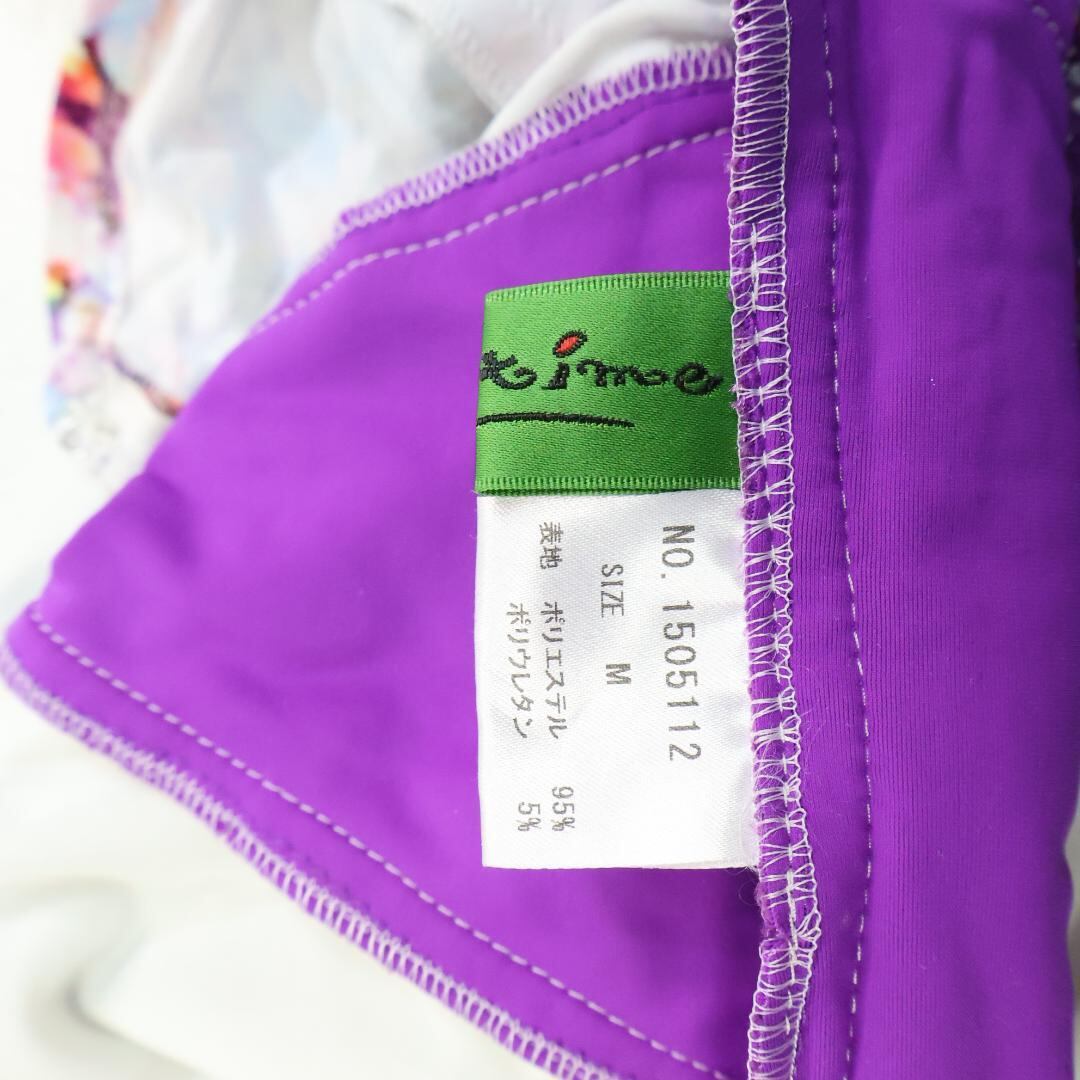 NO. 1505112
SIZE M
表地 ポリエステル 95%
ポリウレタン 5%